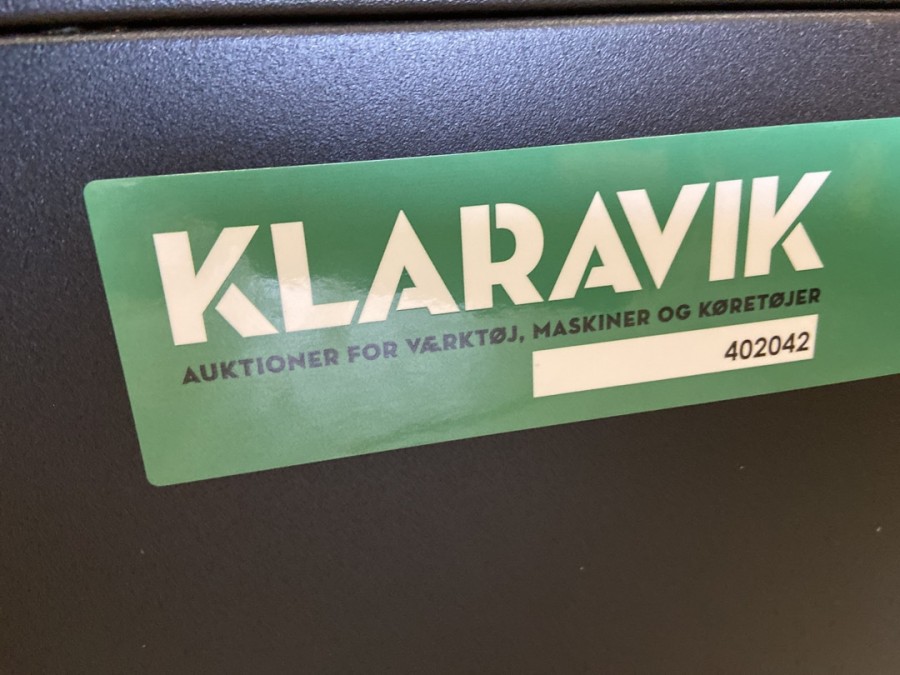 KLARAVIK
AUKTIONER FOR VÆRKTØJ, MASKINER OG KØRETØJER
402042